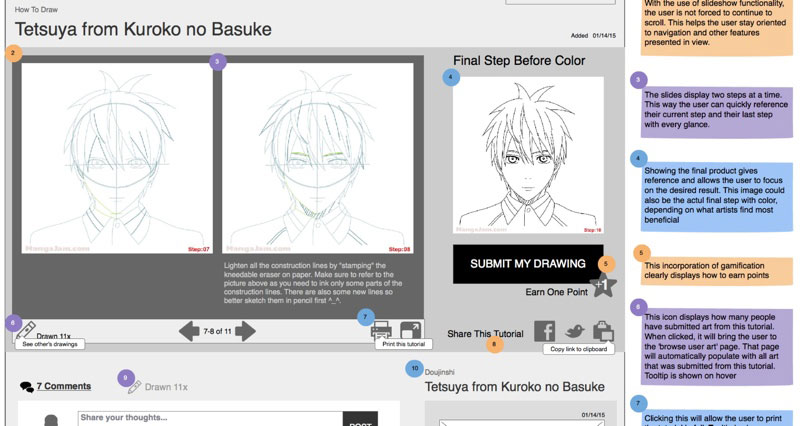 How To Draw
Tetsuya from Kuroko no Basuke
Added 01/14/15
2
3
Final Step Before Color
4
MangaJam.com
Step:07
MangaJam.com
Step:08
Step:10
Lighten all the construction lines by "stamping" the
kneedable eraser on paper. Make sure to refer to the
picture above as you need to ink only some parts of the
construction lines. There are also some new lines so
better sketch them in pencil first ^_^.
SUBMIT MY DRAWING
5
+1
Earn One Point
6
Drawn 11x
See other's drawings
7-8 of 11
7
Print this tutorial
Share This Tutorial
8
Copy link to clipboard
7 Comments
9
Drawn 11x
Share your thoughts...
POST
10
Doujinshi
Tetsuya from Kuroko no Basuke
01/14/15
With the use of slideshow functionality,
the user is not forced to continue to
scroll. This helps the user stay oriented
to navigation and other features
presented in view.
3
The slides display two steps at a time.
This way the user can quickly reference
their current step and their last step
with every glance.
4
Showing the final product gives
reference and allows the user to focus
on the desired result. This image could
also be the actul final step with color,
depending on what artists find most
beneficial
5
This incorporation of gamification
clearly displays how to earn points
6
This icon displays how many people
have submitted art from this tutorial.
When clicked, it will bring the user to
the 'browse user art' page. That page
will automatically populate with all art
that was submitted from this tutorial.
Tooltip is shown on hover
7
Clicking this will allow the user to print